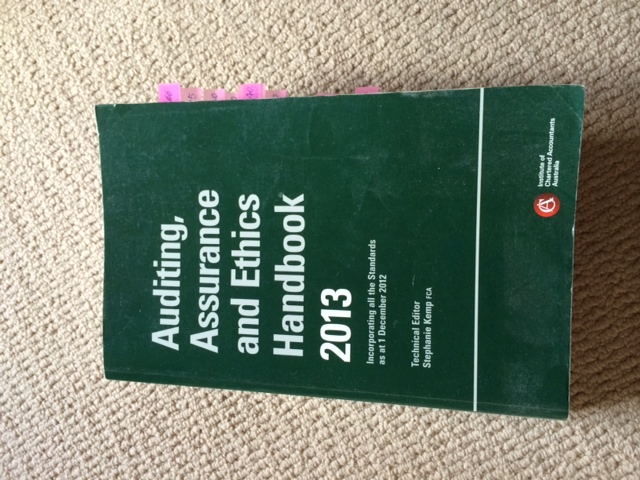 Auditing,
Assurance
and Ethics
Handbook
2013
Incorporating all the Standards
as at 1 December 2012
Technical Editor
Stephanie Kemp FCA
Institute of
Chartered Accountants
Australia